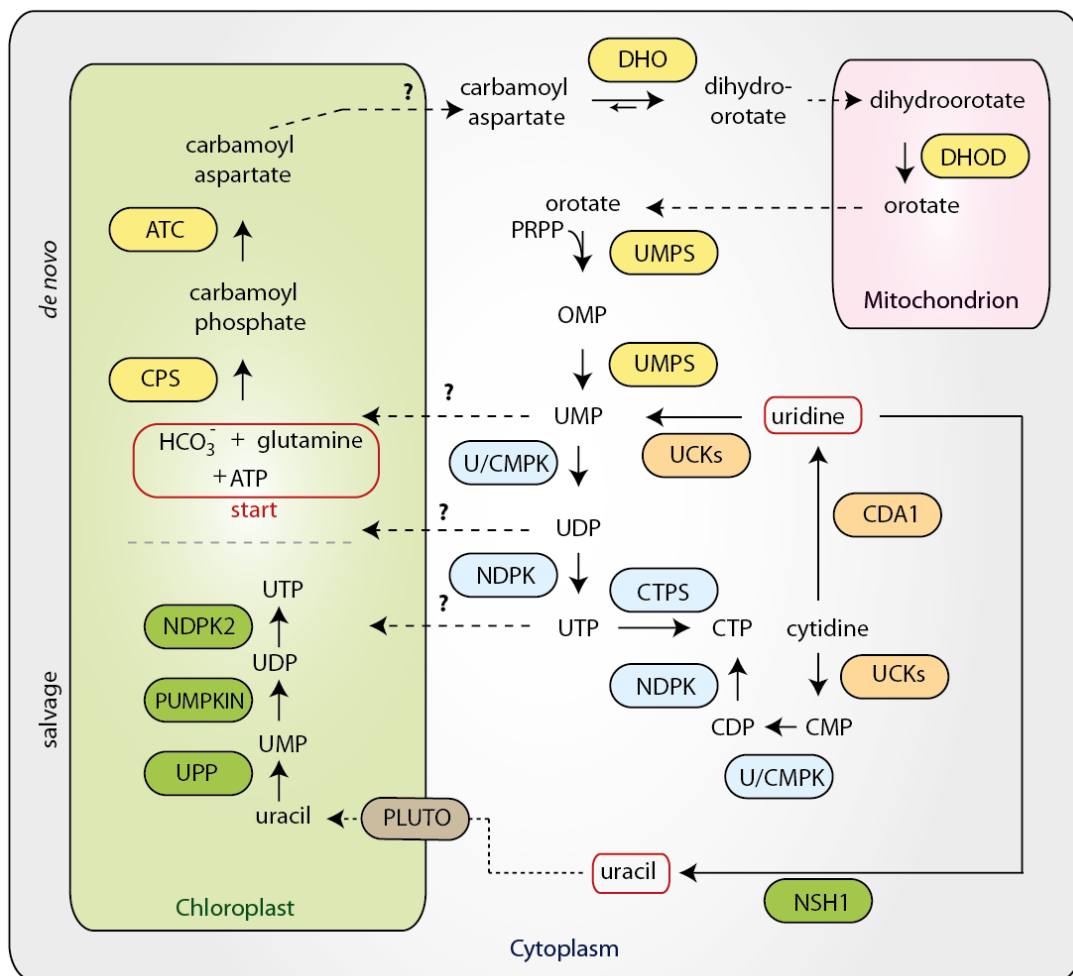 DHO
?
carbamoyl
aspartate
dihydro-
orotate
dihydroorotate
carbamoyl
aspartate
DHOD
orotate
orotate
PRPP
ATC
UMPS
de novo
Mitochondrion
carbamoyl
phosphate
OMP
CPS
UMPS
?
UMP
uridine
HCO3- + glutamine
+ATP
start
U/CMPK
UCKs
?
UDP
CDA1
NDPK
CTPS
UTP
?
UTP
CTP
cytidine
NDPK2
UDP
NDPK
UCKs
salvage
PUMPKIN
CDP
CMP
UMP
UPP
U/CMPK
uracil
PLUTO
uracil
NSH1
Chloroplast
Cytoplasm